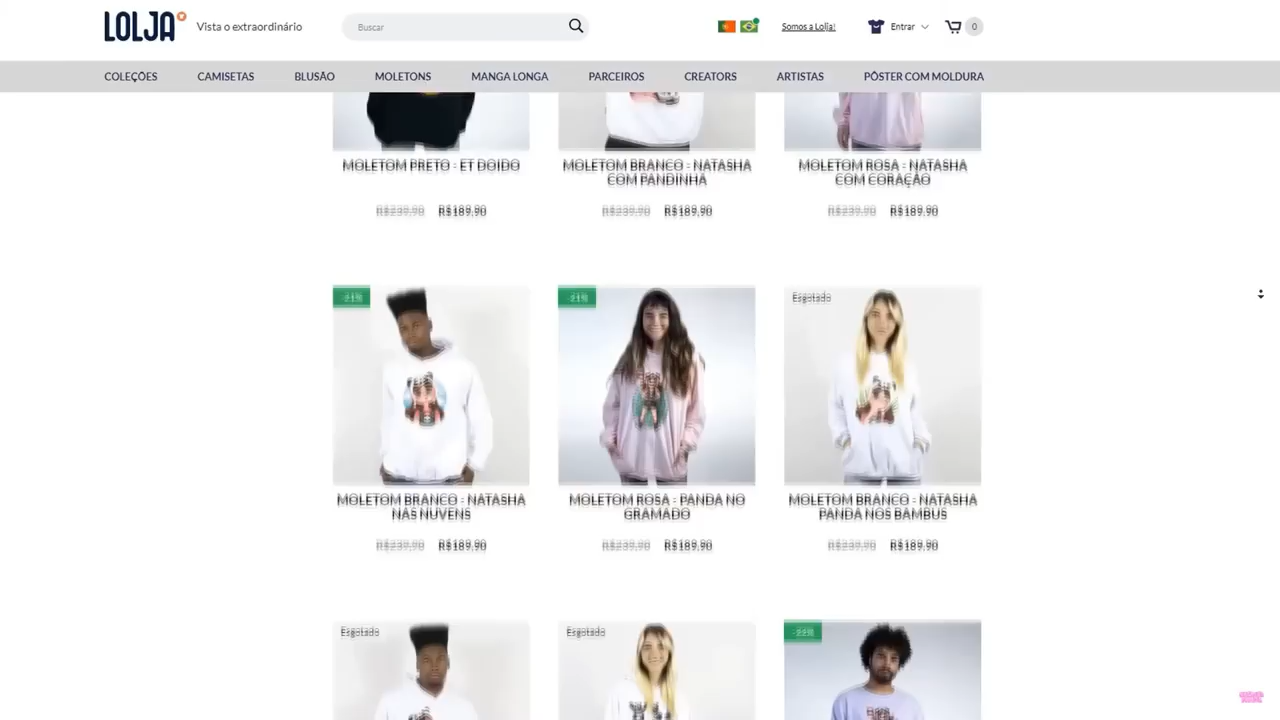 LOLJA
Vista o extraordinário
Buscar
Somos a Lolja!
Entrar
0
COLEÇÕES
CAMISETAS
BLUSÃO
MOLETONS
MANGA LONGA
PARCEIROS
CREATORS
ARTISTAS
PÔSTER COM MOLDURA
MOLETOM PRETO - ET DOIDO
R$239,90 R$189,90
MOLETOM BRANCO - NATASHA
COM PANDINHA
R$239,90 R$189,90
MOLETOM ROSA - NATASHA
COM CORAÇÃO
R$239,90 R$189,90
-21%
MOLETOM BRANCO - NATASHA
NAS NUVENS
R$239,90 R$189,90
-21%
MOLETOM ROSA - PANDA NO
GRAMADO
R$239,90 R$189,90
Esgotado
MOLETOM BRANCO - NATASHA
PANDA NOS BAMBUS
R$239,90 R$189,90
Esgotado
Esgotado